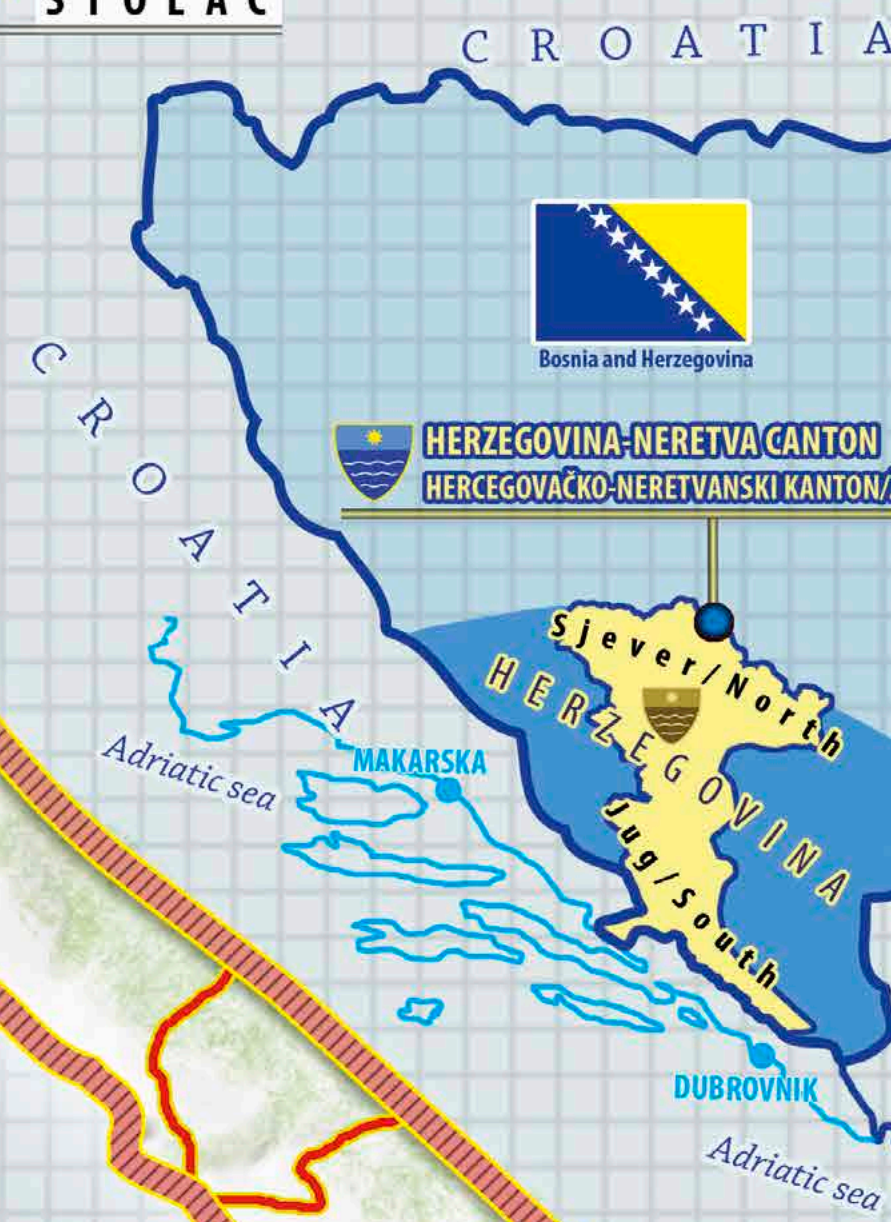 STOLAC
CROATIA
Bosnia and Herzegovina
CROATIA
HERZEGOVINA-NERETVA CANTON
HERCEGOVAČKO-NERETVANSKI KANTON/
Sjever/North
HERZEGOVINA
Jug/South
Adriatic sea
MAKARSKA
DUBROVNIK
Adriatic sea